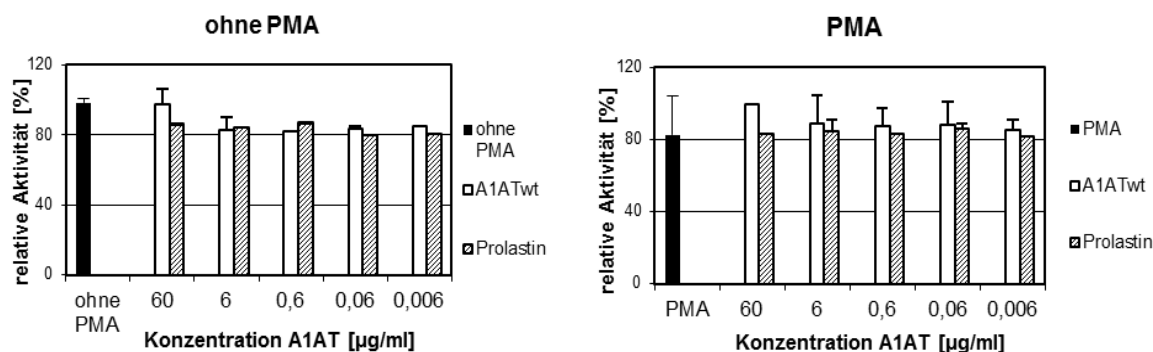 ohne PMA
relative Aktivität [%]
120
80
40
0
ohne PMA
60
6
0,6
0,06
0,006
Konzentration A1AT [µg/ml]
ohne
PMA
A1ATwt
Prolastin
PMA
relative Aktivität [%]
120
80
40
0
PMA
60
6
0,6
0,06
0,006
Konzentration A1AT [µg/ml]
PMA
A1ATwt
Prolastin